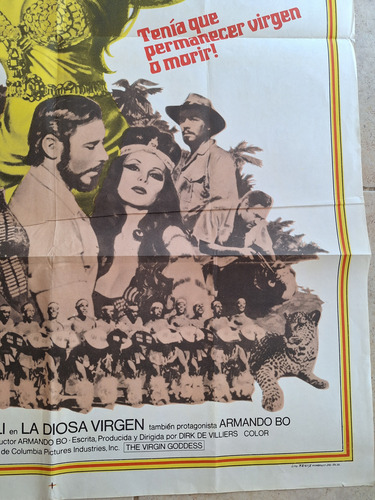 Tenía que
permanecer virgen
o morir!
LI en LA DIOSA VIRGEN también protagonista ARMANDO BO
uctor ARMANDO BO · Escrita, Producida y Dirigida por DIRK DE VILLIERS COLOR
de Columbia Pictures Industries, Inc. THE VIRGIN GODDESS